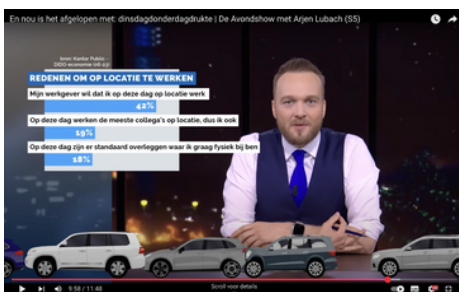 En nou is het afgelopen met: dinsdagdonderdagdrukte | De Avondshow met Arjen Lubach (S5)
bron: Kantar Public -
REDENEN OM OP LOCATIE TE WERKEN
Mijn werkgever wil dat ik op deze dag op locatie werk
42%
Op deze dag werken de meeste collega's op locatie, dus ik ook
19%
Op deze dag zijn er standaard overleggen waar ik graag fysiek bij ben
18%
9:58 / 11:48
Scroll voor details